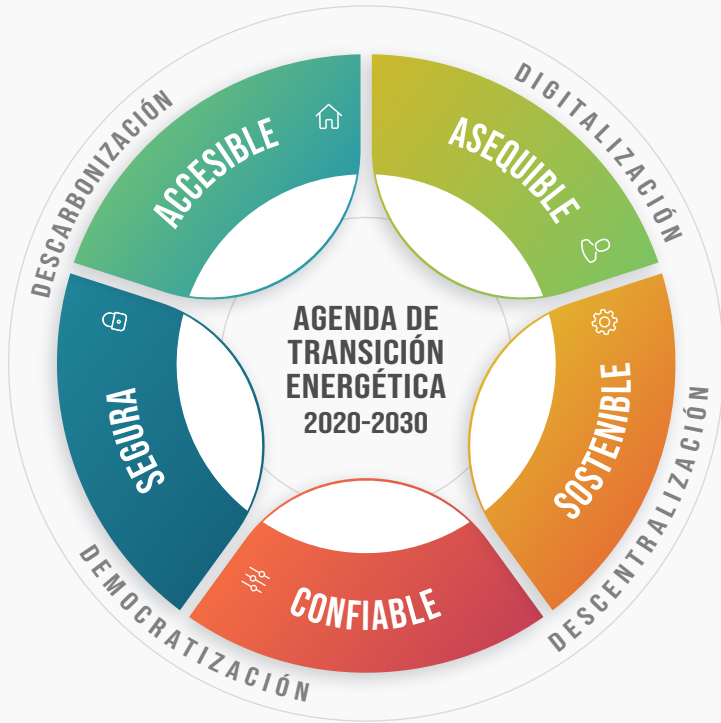 DESCARBONIZACIÓN
DIGITALIZACIÓN
ACCESIBLE
ASEQUIBLE
AGENDA DE
TRANSICIÓN
ENERGÉTICA
2020-2030
SEGURA
SOSTENIBLE
CONFIABLE
DEMOCRATIZACIÓN
DESCENTRALIZACIÓN